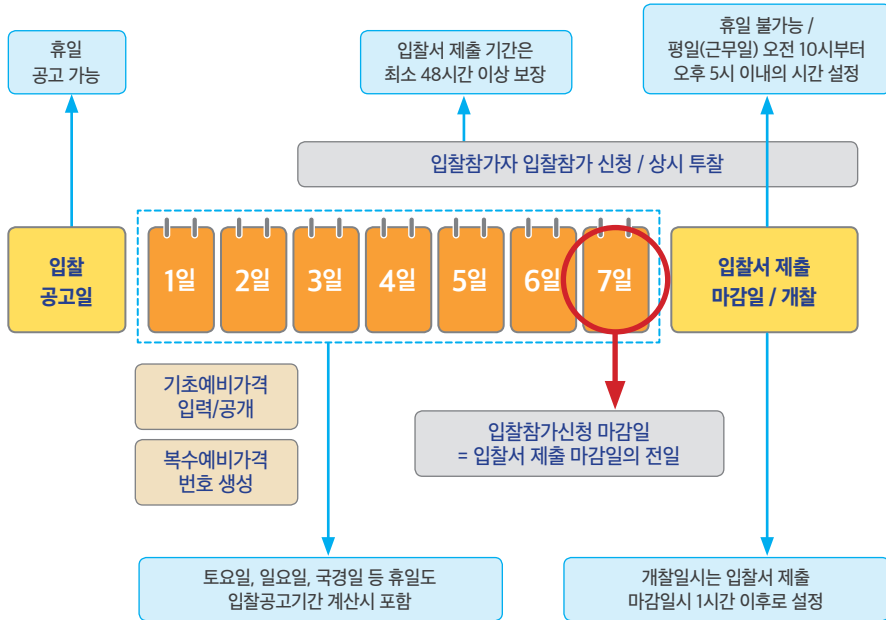 휴일
공고 가능
입찰서 제출 기간은
최소 48시간 이상 보장
휴일 불가능 /
평일(근무일) 오전 10시부터
오후 5시 이내의 시간 설정
입찰참가자 입찰참가 신청 / 상시 투찰
입찰
공고일
1일
2일
3일
4일
5일
6일
7일
입찰서 제출
마감일 / 개찰
기초예비가격
입력/공개
복수예비가격
번호 생성
입찰참가신청 마감일
= 입찰서 제출 마감일의 전일
토요일, 일요일, 국경일 등 휴일도
입찰공고기간 계산시 포함
개찰일시는 입찰서 제출
마감일시 1시간 이후로 설정